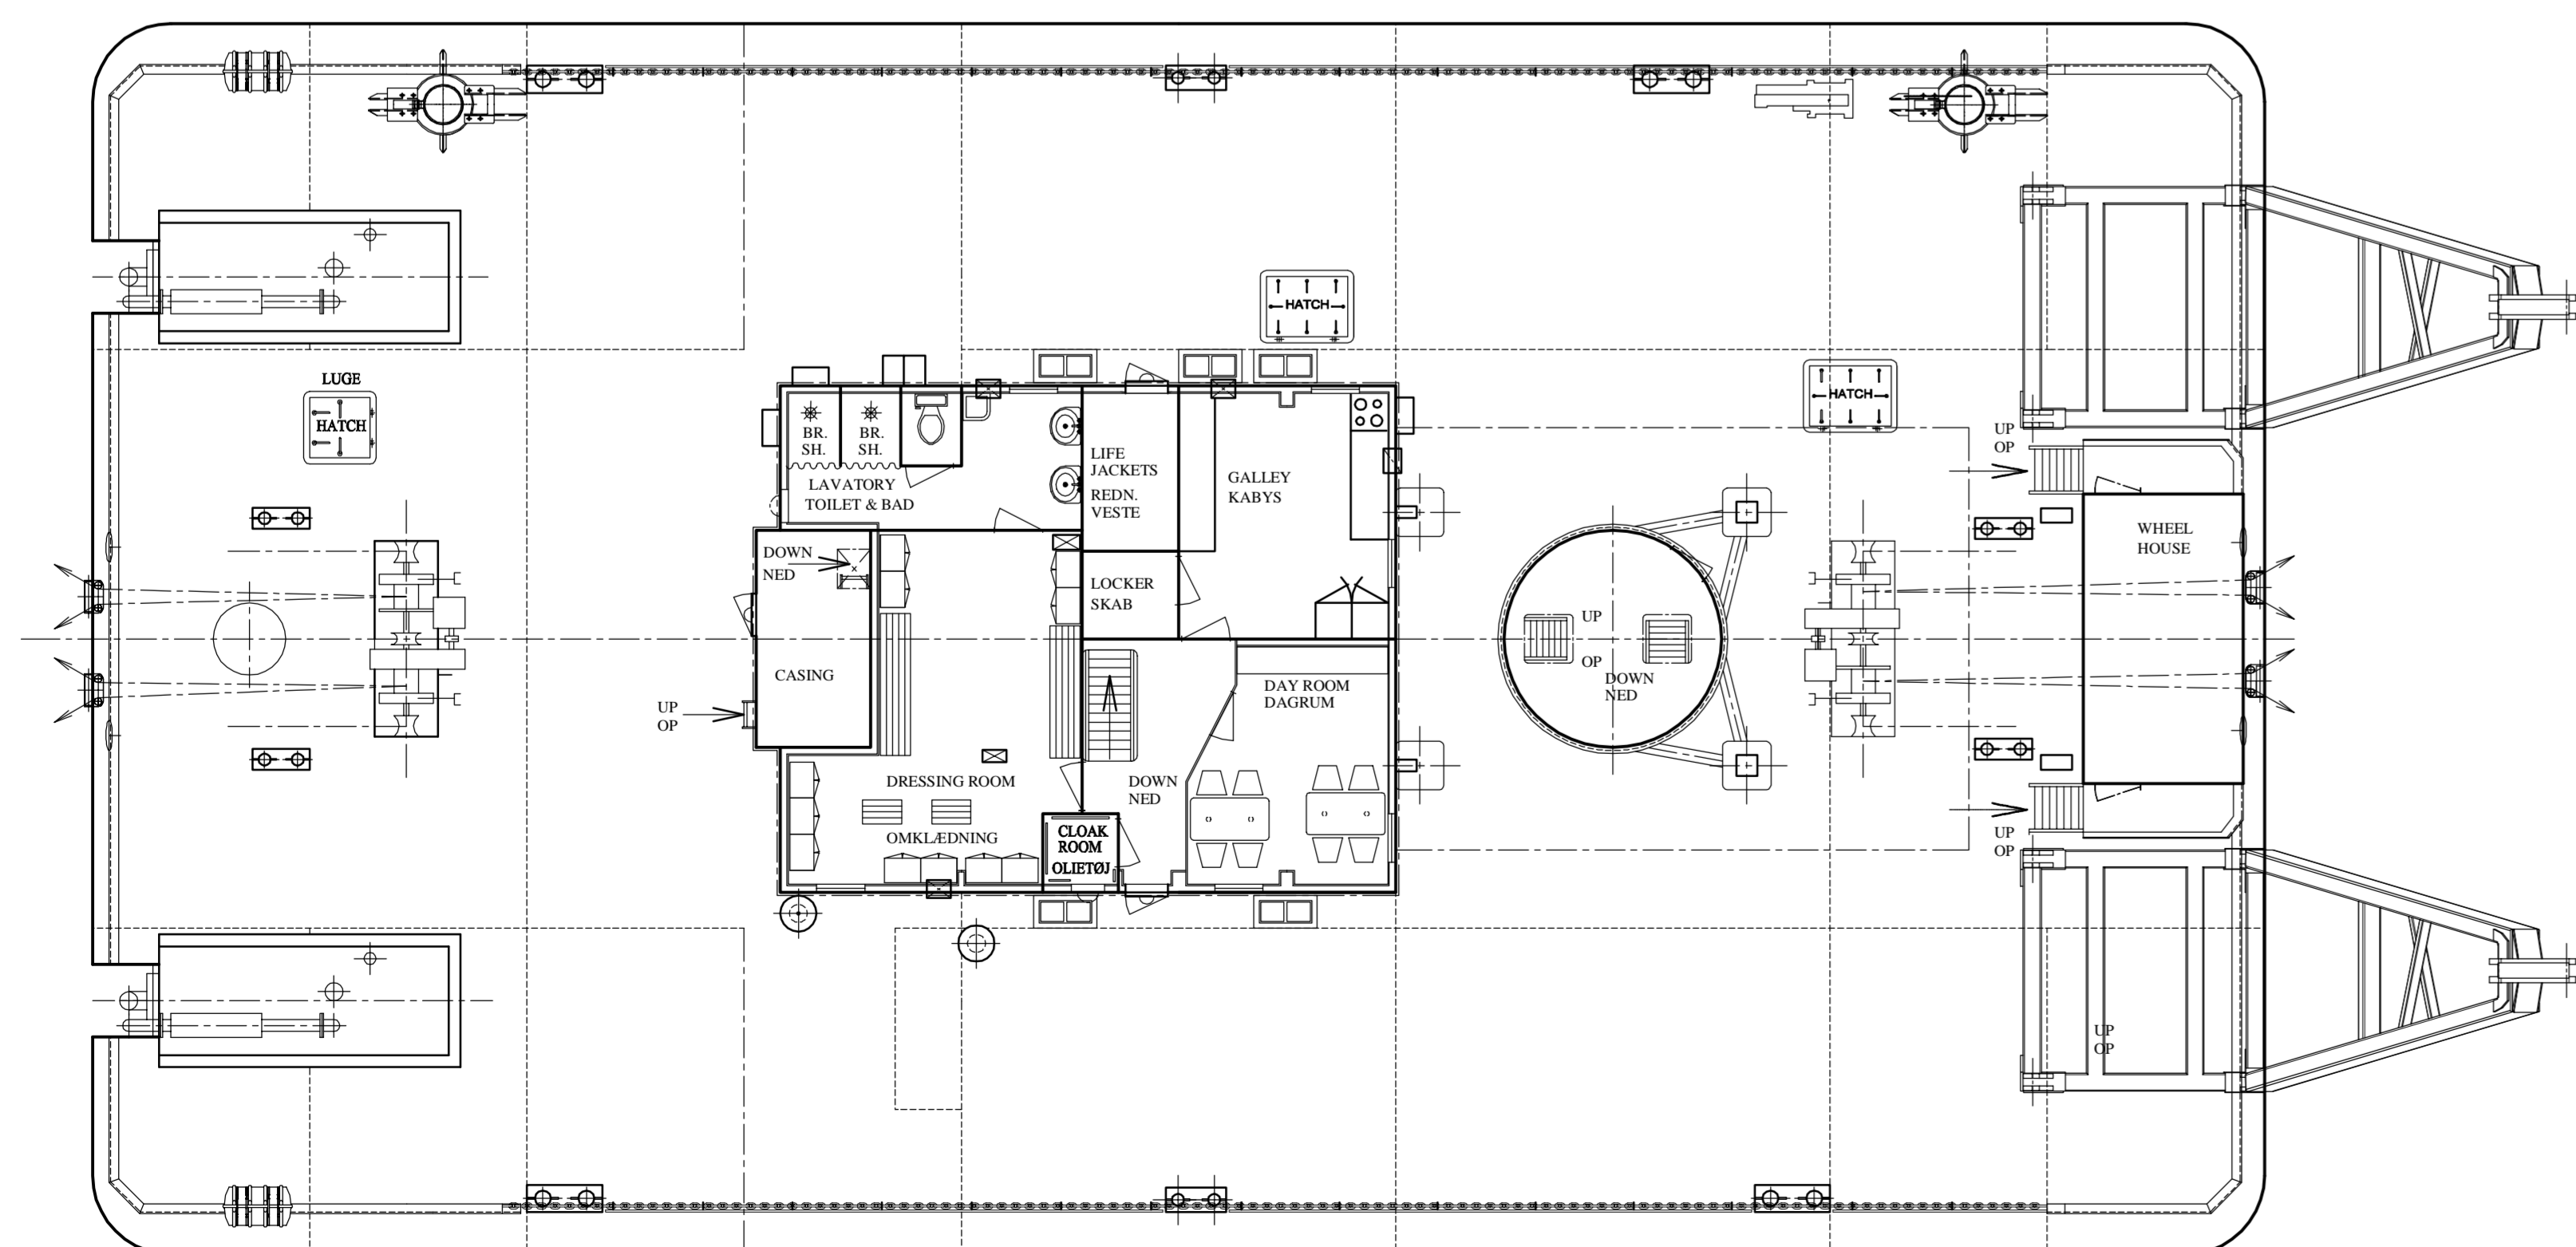 LUGE
HATCH
HATCH
HATCH
BR.
SH.
BR.
SH.
LAVATORY
TOILET & BAD
LIFE
JACKETS
REDN.
VESTE
GALLEY
KABYS
UP
OP
WHEEL
HOUSE
DOWN
NED
LOCKER
SKAB
UP
OP
DOWN
NED
CASING
UP
OP
DAY ROOM
DAGRUM
DRESSING ROOM
OMKLÆDNING
DOWN
NED
CLOAK
ROOM
OLIETØJ
UP
OP
UP
OP